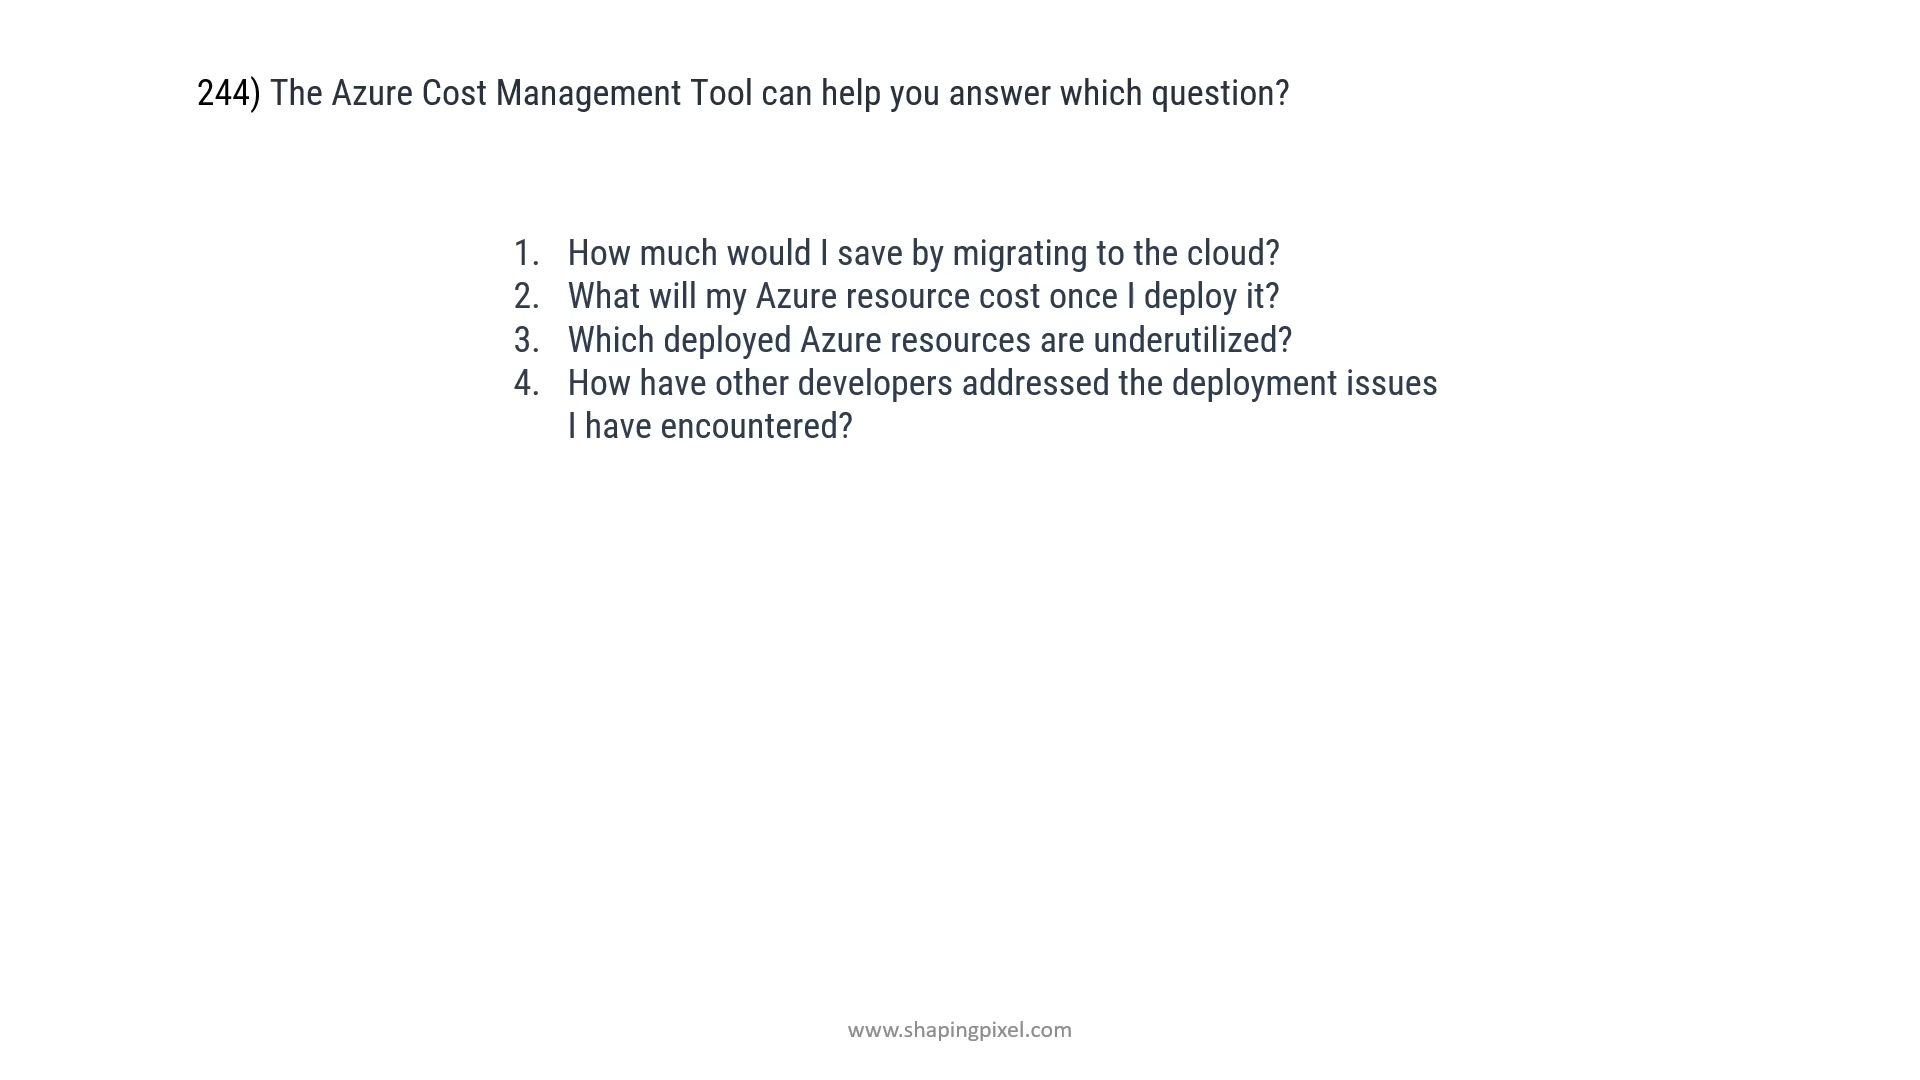 244) The Azure Cost Management Tool can help you answer which question?
1. How much would I save by migrating to the cloud?
2. What will my Azure resource cost once I deploy it?
3. Which deployed Azure resources are underutilized?
4. How have other developers addressed the deployment issues
I have encountered?
www.shapingpixel.com